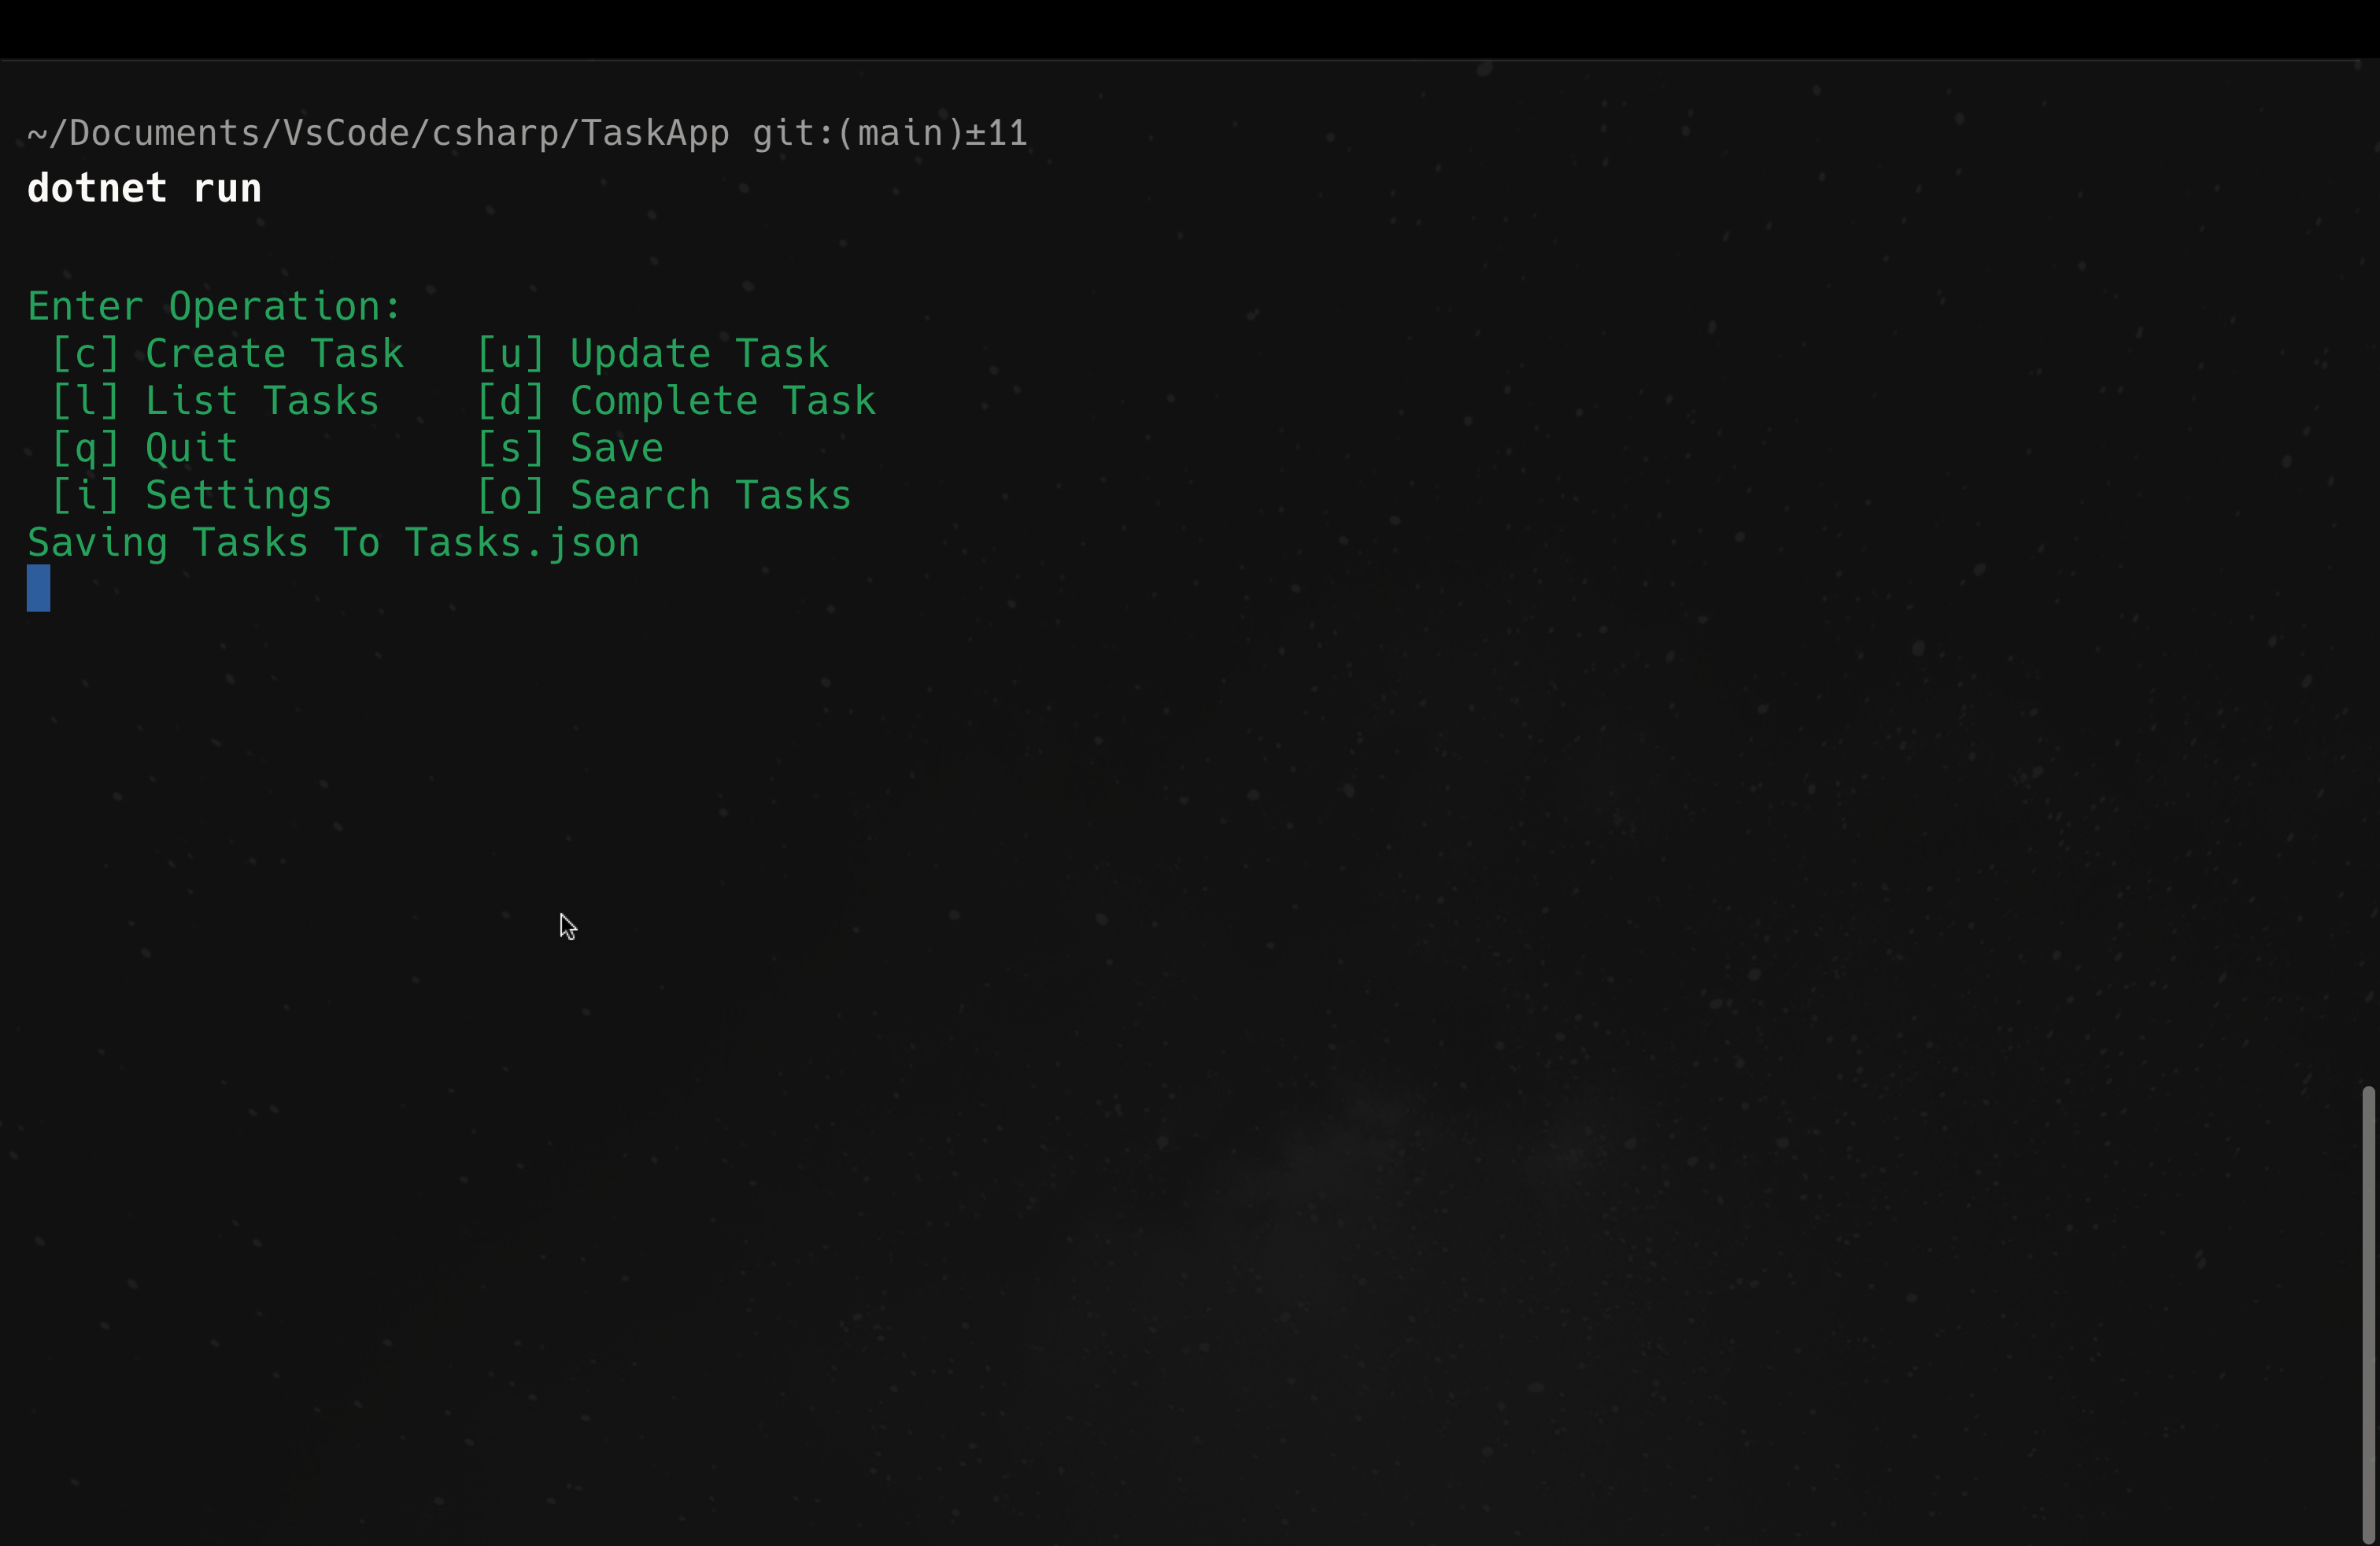 ~/Documents/VsCode/csharp/TaskApp git:(main)±11
dotnet run
Enter Operation:
[c] Create Task [u] Update Task
[l] List Tasks [d] Complete Task
[q] Quit [s] Save
[i] Settings [o] Search Tasks
Saving Tasks To Tasks.json